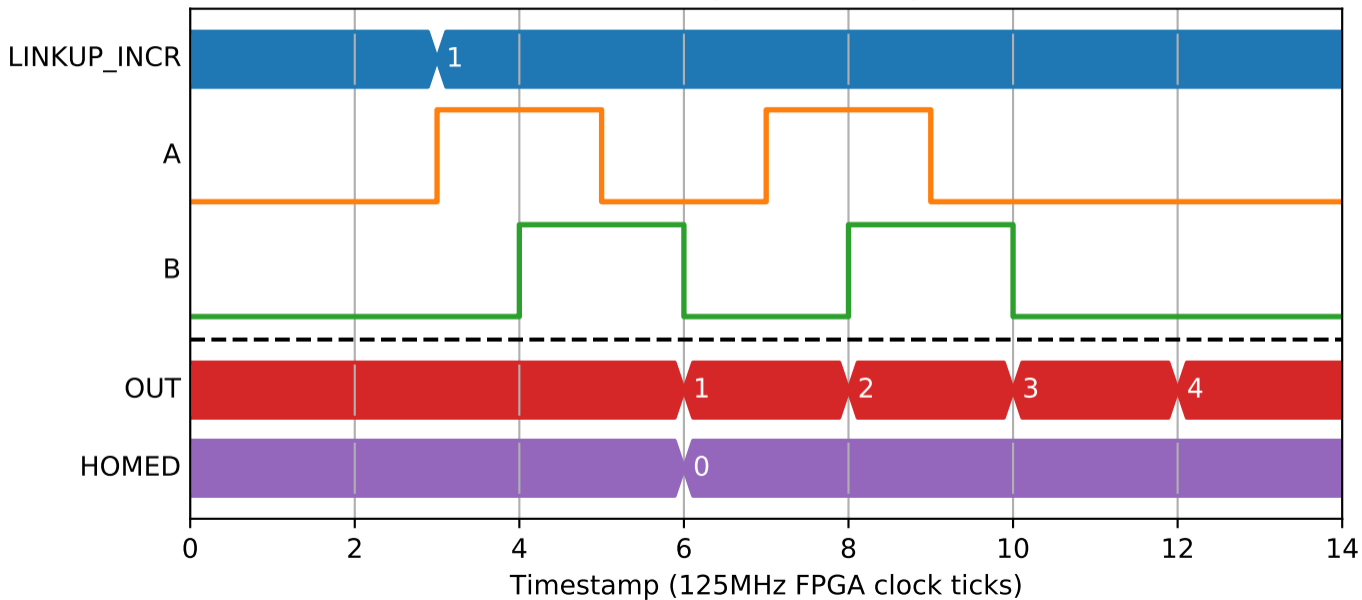 LINKUP_INCR
1
A
B
OUT
1 2 3 4
HOMED
0
0 2 4 6 8 10 12 14
Timestamp (125MHz FPGA clock ticks)